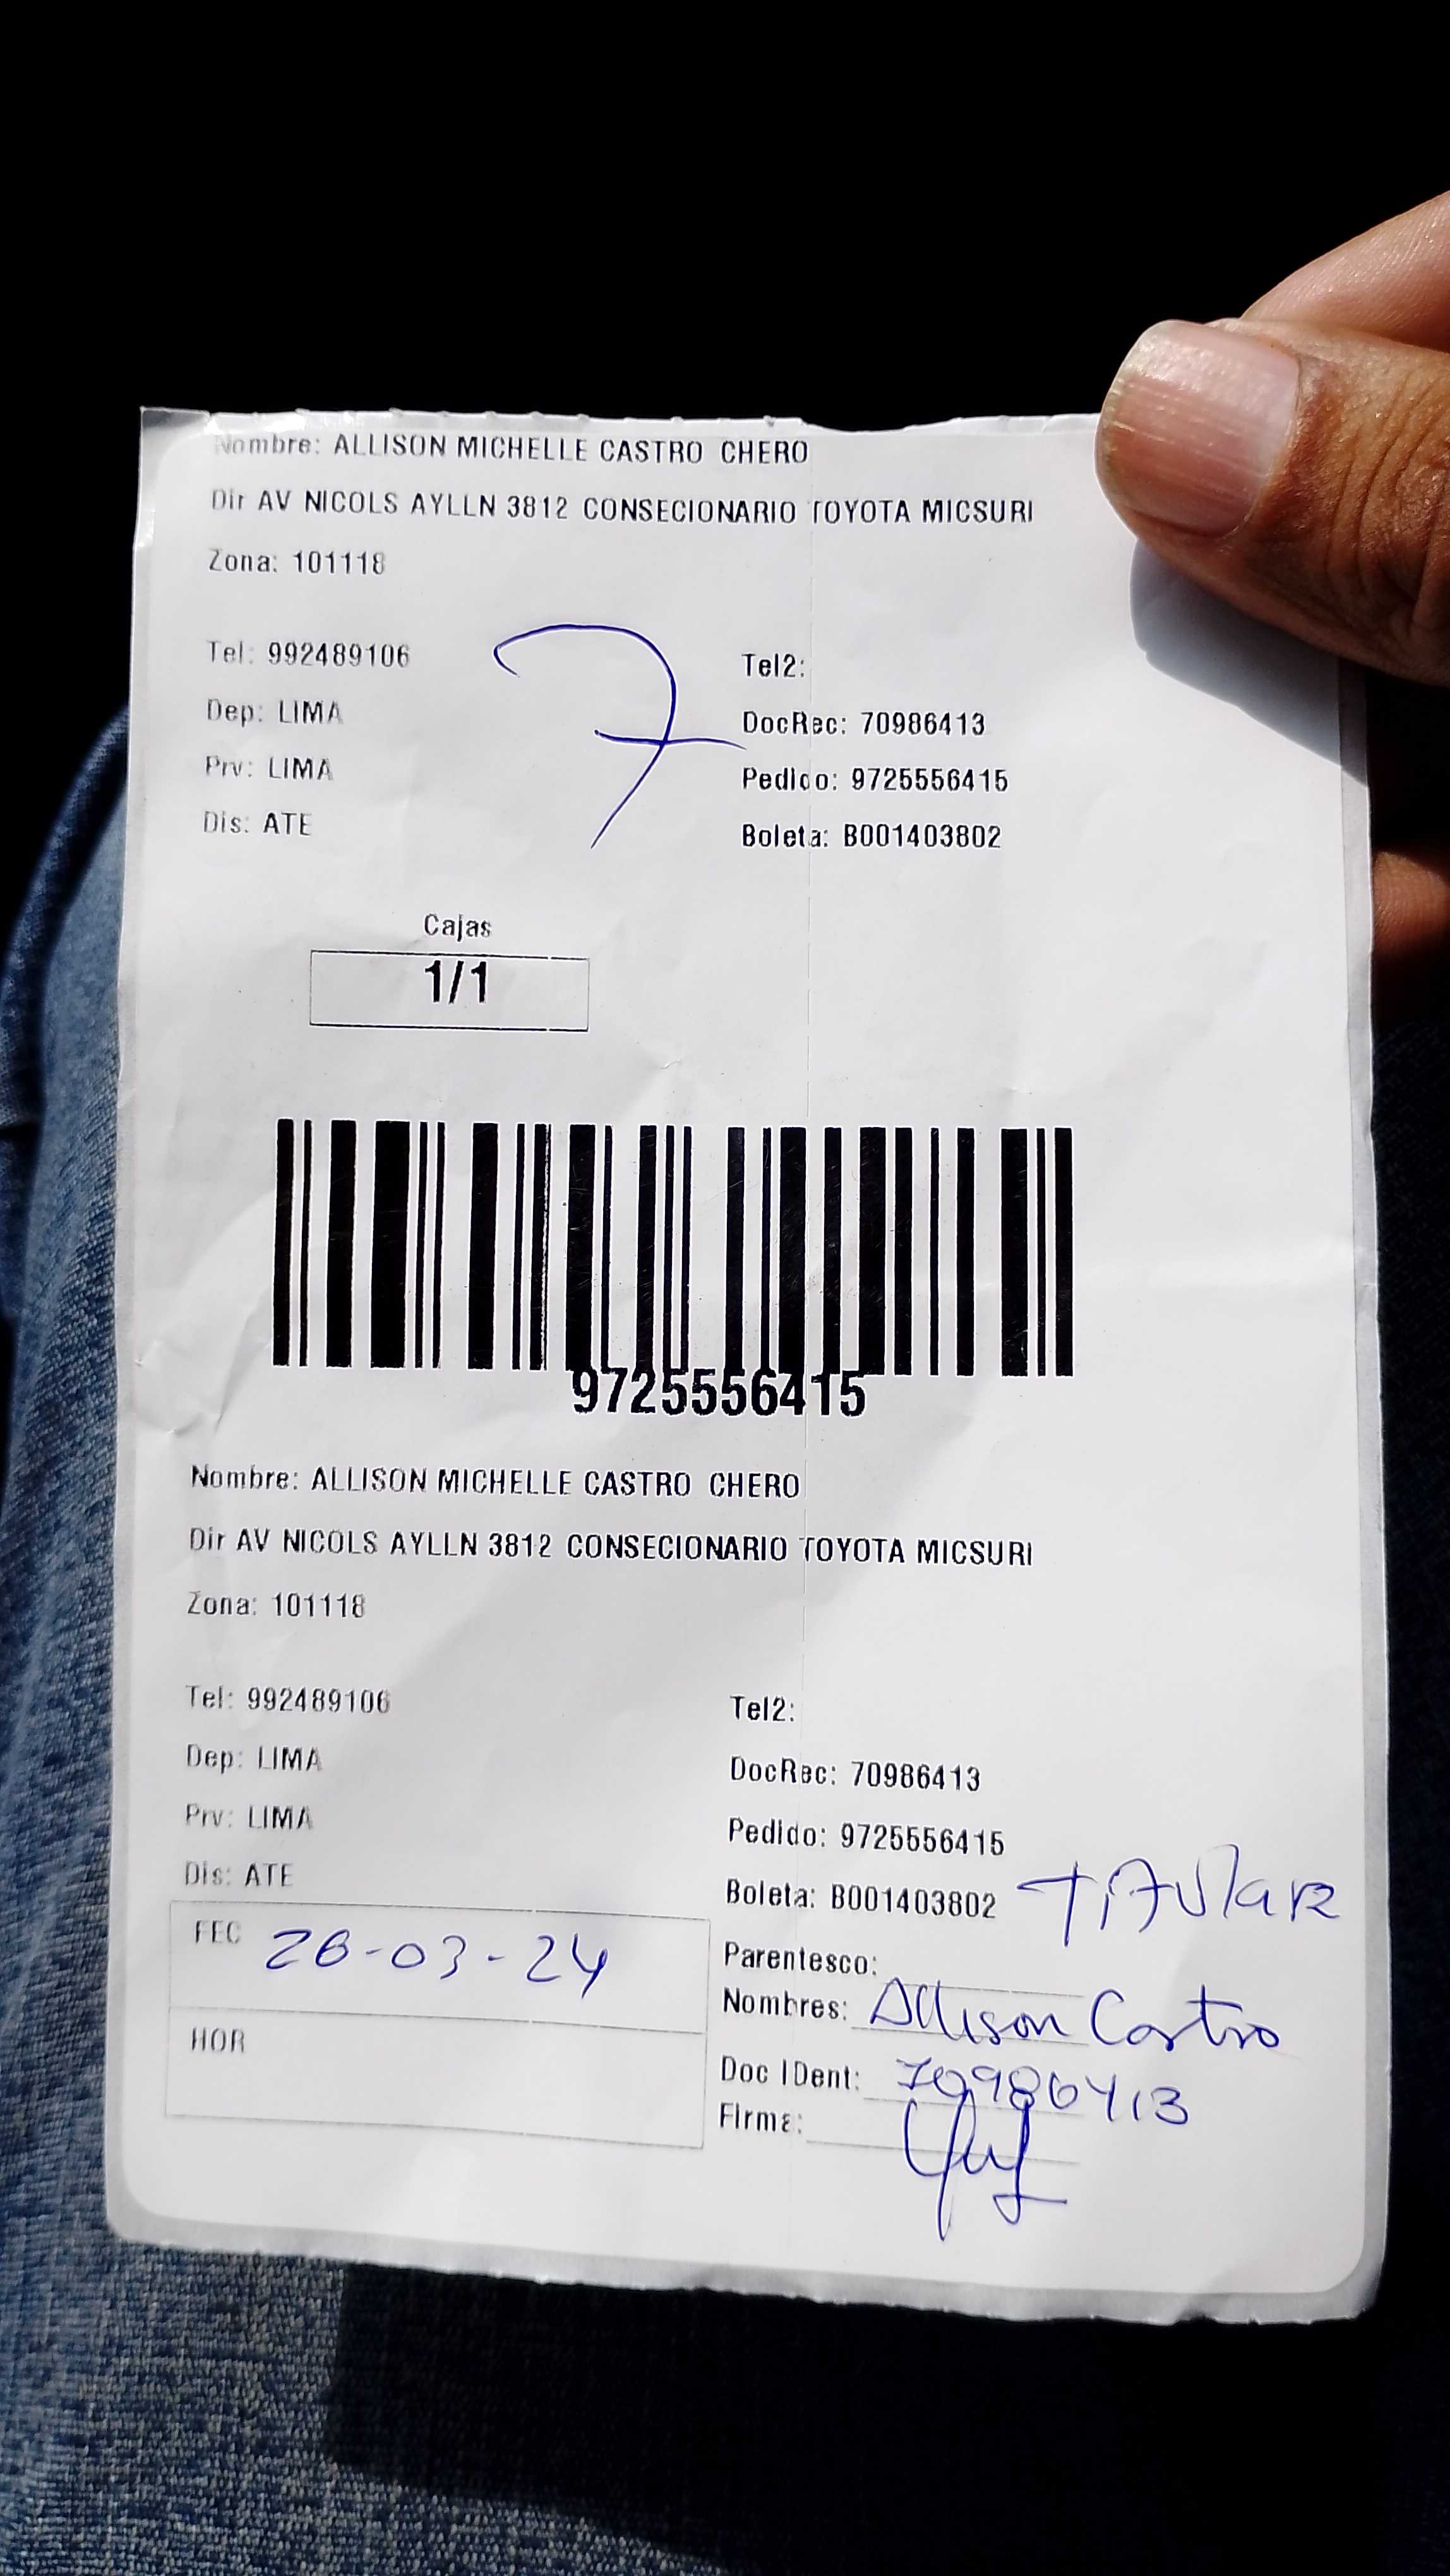 Nombre: ALLISON MICHELLE CASTRO CHERO
Dir AV NICOLS AYLLN 3812 CONSECIONARIO TOYOTA MICSURI
Zona: 101118
7
Tel: 992489106 Tel2:
Dep: LIMA DocRec: 70986413
Prv: LIMA Pedido: 9725556415
Dis: ATE Boleta: B001403802
Cajas
1/1
9725556415
Nombre: ALLISON MICHELLE CASTRO CHERO
Dir AV NICOLS AYLLN 3812 CONSECIONARIO TOYOTA MICSURI
Zona: 101118
Tel: 992489106 Tel2:
Dep: LIMA DocRec: 70986413
Prv: LIMA Pedido: 9725556415
Dis: ATE Boleta: B001403802
TiTUlaR
FEC 26-03-24 Parentesco:
Nombres: Allison Castro
HOR Doc IDent: 70986413
Firma: